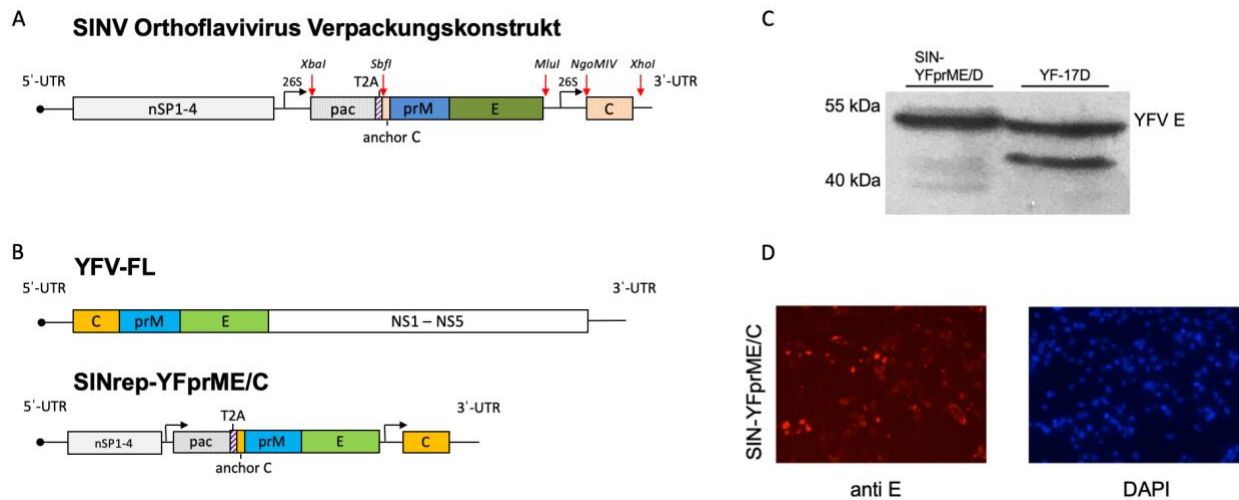 A
SINV Orthoflavivirus Verpackungskonstrukt
5'-UTR
26S
XbaI
T2A
SbfI
MluI
26S
NgoMIV
XhoI
3'-UTR
nSP1-4
pac
prM
E
C
anchor C
B
YFV-FL
5'-UTR
3'-UTR
C
prM
E
NS1 – NS5
SINrep-YFprME/C
5'-UTR
T2A
3'-UTR
nSP1-4
pac
prM
E
C
anchor C
C
SIN-
YFprME/D
YF-17D
55 kDa
YFV E
40 kDa
D
SIN-YFprME/C
anti E
DAPI